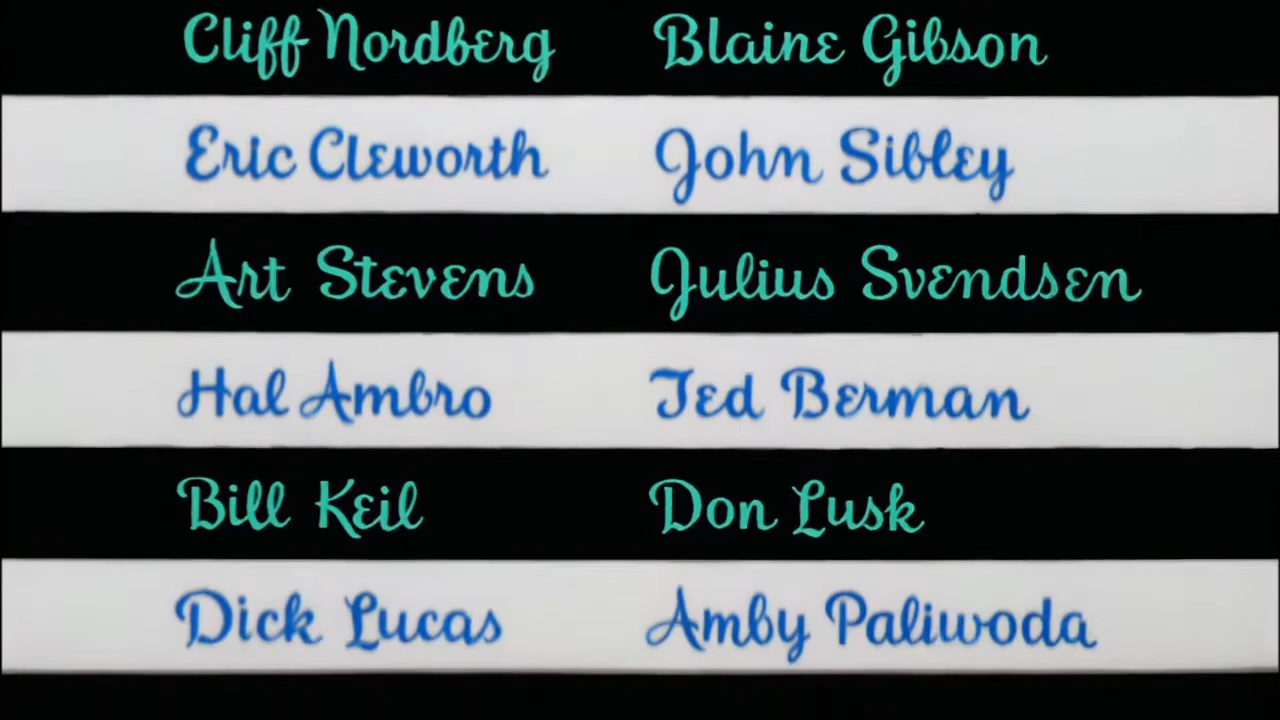 Cliff Nordberg Blaine Gibson
Eric Cleworth John Sibley
Art Stevens Julius Svendsen
Hal Ambro Ted Berman
Bill Keil Don Lusk
Dick Lucas Amby Paliwoda